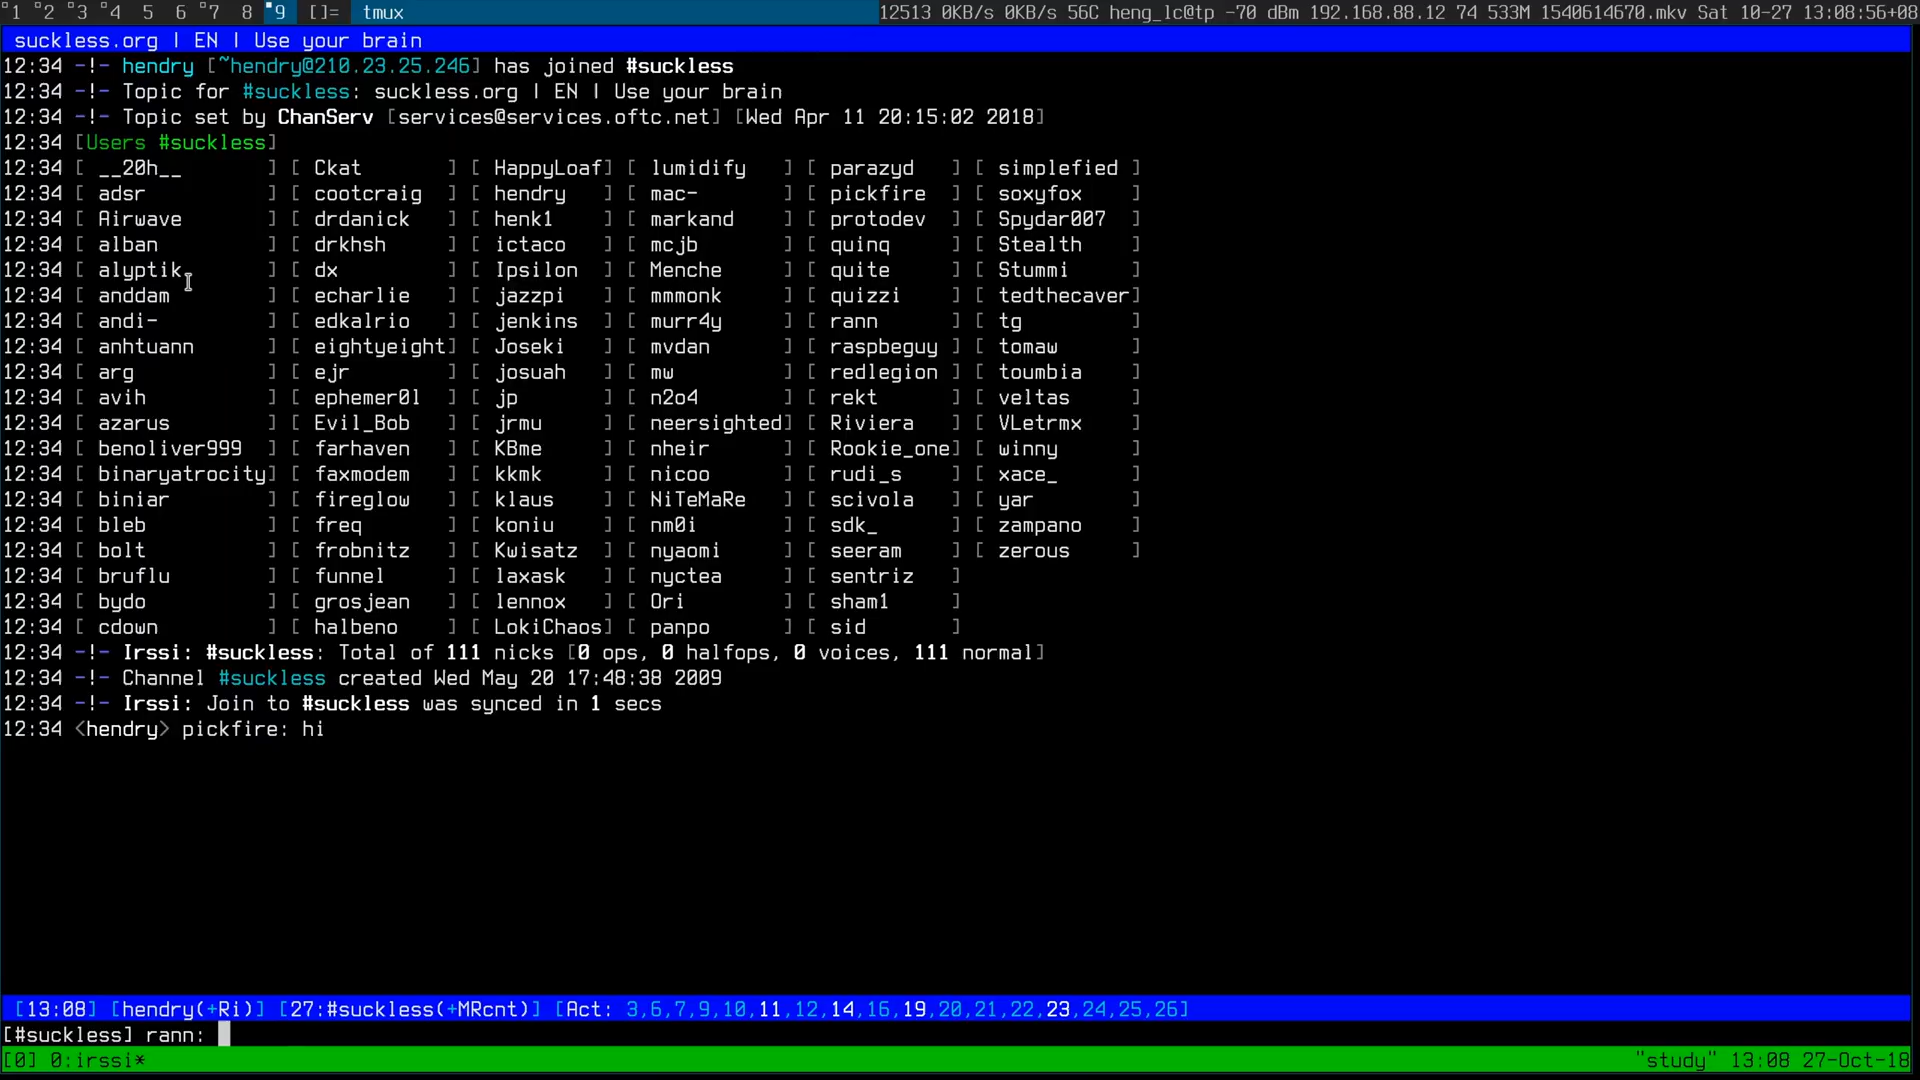 1 2 3 4 5 6 7 8 9 []= tmux 12513 0KB/s 0KB/s 56C heng_lc@tp -70 dBm 192.168.88.12 74 533M 1540614670.mkv Sat 10-27 13:08:56+08
suckless.org | EN | Use your brain
12:34 -!- hendry [~hendry@210.23.25.246] has joined #suckless
12:34 -!- Topic for #suckless: suckless.org | EN | Use your brain
12:34 -!- Topic set by ChanServ [services@services.oftc.net] [Wed Apr 11 20:15:02 2018]
12:34 [Users #suckless]
12:34 [ __20h__ ] [ Ckat ] [ HappyLoaf] [ lumidify ] [ parazyd ] [ simplefied ]
12:34 [ adsr ] [ cootcraig ] [ hendry ] [ mac- ] [ pickfire ] [ soxyfox ]
12:34 [ Airwave ] [ drdanick ] [ henk1 ] [ markand ] [ protodev ] [ Spydar007 ]
12:34 [ alban ] [ drkhsh ] [ ictaco ] [ mcjb ] [ quinq ] [ Stealth ]
12:34 [ alyptik ] [ dx ] [ Ipsilon ] [ Menche ] [ quite ] [ Stummi ]
12:34 [ anddam ] [ echarlie ] [ jazzpi ] [ mmmonk ] [ quizzi ] [ tedthecaver]
12:34 [ andi- ] [ edkalrio ] [ jenkins ] [ murr4y ] [ rann ] [ tg ]
12:34 [ anhtuann ] [ eightyeight] [ Joseki ] [ mvdan ] [ raspbeguy ] [ tomaw ]
12:34 [ arg ] [ ejr ] [ josuah ] [ mw ] [ redlegion ] [ toumbia ]
12:34 [ avih ] [ ephemer0l ] [ jp ] [ n2o4 ] [ rekt ] [ veltas ]
12:34 [ azarus ] [ Evil_Bob ] [ jrmu ] [ neersighted] [ Riviera ] [ VLetrmx ]
12:34 [ benoliver999 ] [ farhaven ] [ KBme ] [ nheir ] [ Rookie_one] [ winny ]
12:34 [ binaryatrocity] [ faxmodem ] [ kkmk ] [ nicoo ] [ rudi_s ] [ xace_ ]
12:34 [ biniar ] [ fireglow ] [ klaus ] [ NiTeMaRe ] [ scivola ] [ yar ]
12:34 [ bleb ] [ freq ] [ koniu ] [ nm0i ] [ sdk_ ] [ zampano ]
12:34 [ bolt ] [ frobnitz ] [ Kwisatz ] [ nyaomi ] [ seeram ] [ zerous ]
12:34 [ bruflu ] [ funnel ] [ laxask ] [ nyctea ] [ sentriz ]
12:34 [ bydo ] [ grosjean ] [ lennox ] [ Ori ] [ sham1 ]
12:34 [ cdown ] [ halbeno ] [ LokiChaos] [ panpo ] [ sid ]
12:34 -!- Irssi: #suckless: Total of 111 nicks [0 ops, 0 halfops, 0 voices, 111 normal]
12:34 -!- Channel #suckless created Wed May 20 17:48:38 2009
12:34 -!- Irssi: Join to #suckless was synced in 1 secs
12:34 <hendry> pickfire: hi
[13:08] [hendry(+Ri)] [27:#suckless(+MRcnt)] [Act: 3,6,7,9,10,11,12,14,16,19,20,21,22,23,24,25,26]
[#suckless] rann:
[0] 0:irssi* "study" 13:08 27-Oct-18